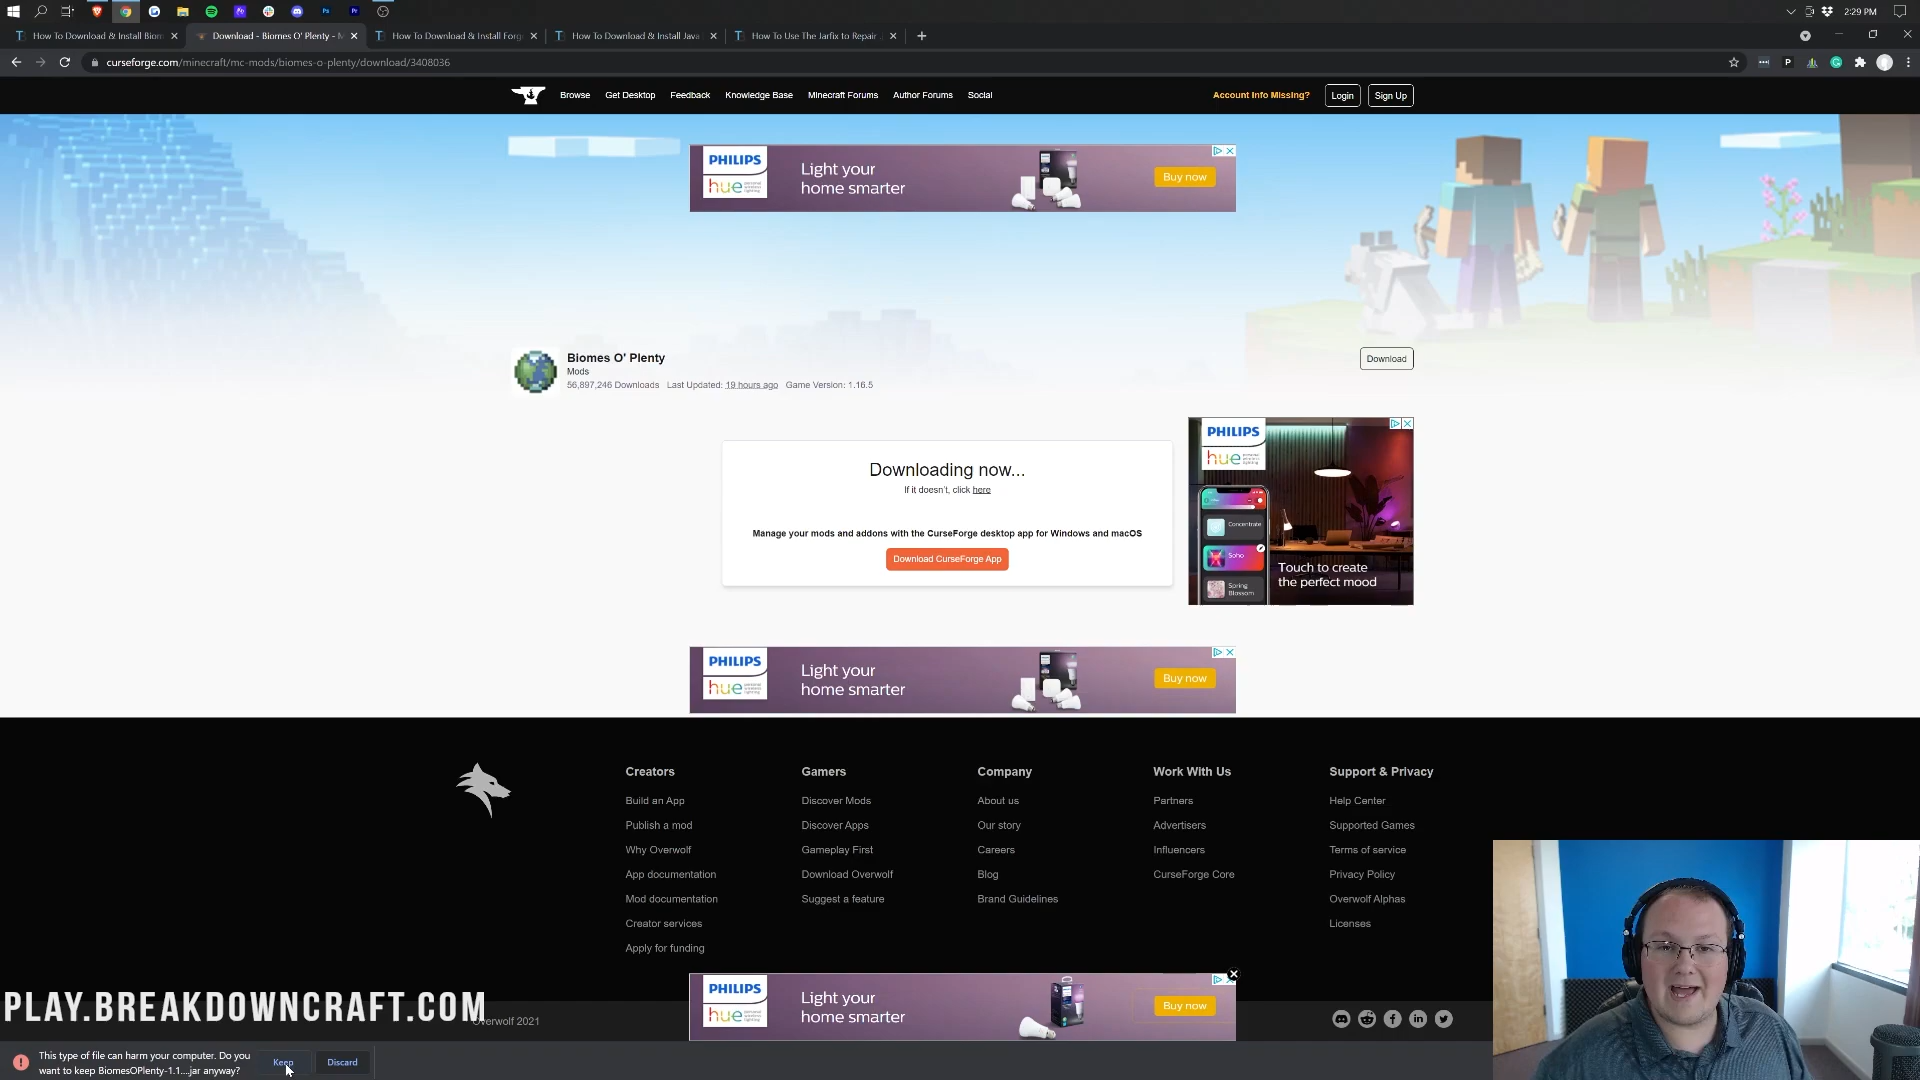 2:29 PM
How To Download & Install Biom
Download - Biomes O' Plenty - M
How To Download & Install Forg
How To Download & Install Java
How To Use The Jarfix to Repair
curseforge.com/minecraft/mc-mods/biomes-o-plenty/download/3408036
Browse
Get Desktop
Feedback
Knowledge Base
Minecraft Forums
Author Forums
Social
Account Info Missing?
Login
Sign Up
PHILIPS
hue
Light your
home smarter
Buy now
Biomes O' Plenty
Mods
56,897,246 Downloads Last Updated: 19 hours ago Game Version: 1.16.5
Download
Downloading now...
If it doesn't, click here
Manage your mods and addons with the CurseForge desktop app for Windows and macOS
Download CurseForge App
PHILIPS
hue
Concentrate
Soho
Spring
Blossom
Touch to create
the perfect mood
PHILIPS
hue
Light your
home smarter
Buy now
Creators
Build an App
Publish a mod
Why Overwolf
App documentation
Mod documentation
Creator services
Apply for funding
Gamers
Discover Mods
Discover Apps
Gameplay First
Download Overwolf
Suggest a feature
Company
About us
Our story
Careers
Blog
Brand Guidelines
Work With Us
Partners
Advertisers
Influencers
CurseForge Core
Support & Privacy
Help Center
Supported Games
Terms of service
Privacy Policy
Overwolf Alphas
Licenses
PHILIPS
hue
Light your
home smarter
Buy now
PLAY.BREAKDOWNCRAFT.COM
Overwolf 2021
This type of file can harm your computer. Do you
want to keep BiomesOPlenty-1.1....jar anyway?
Keep
Discard